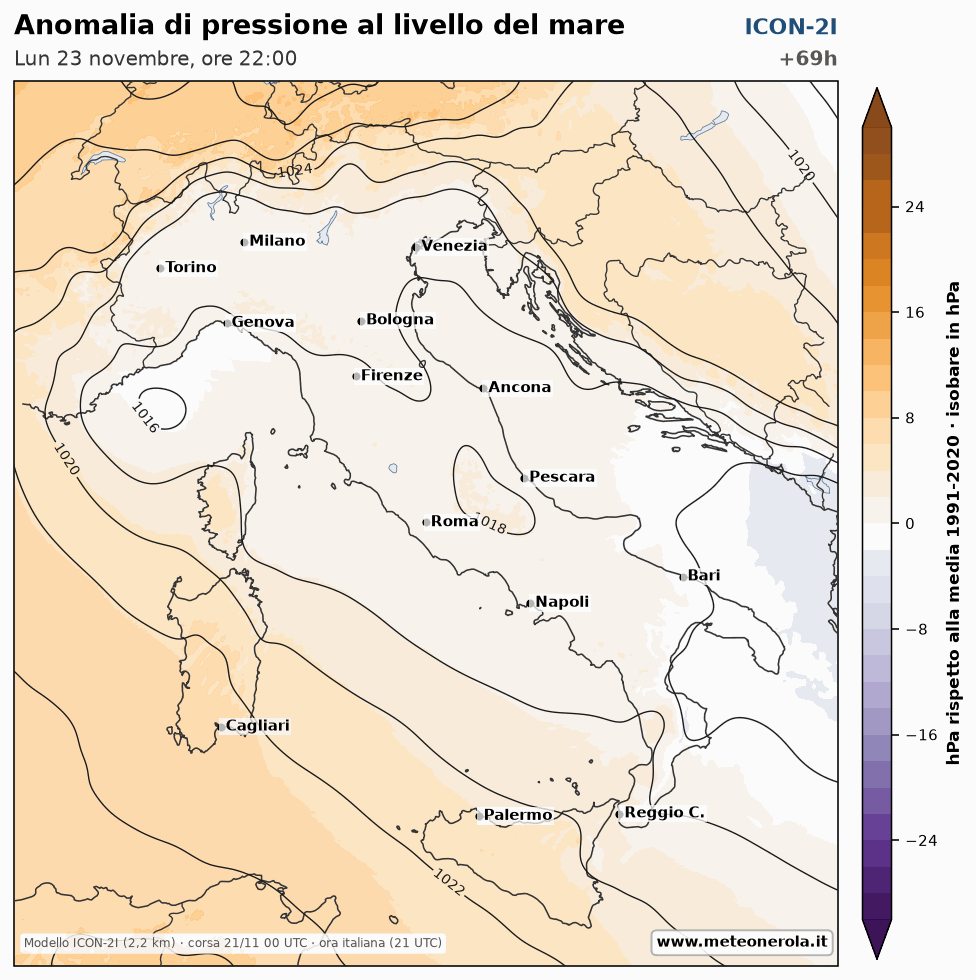 Anomalia di pressione al livello del mare
ICON-2I
Lun 23 novembre, ore 22:00
+69h
1024
1020
Milano
Venezia
Torino
Genova
Bologna
Firenze
Ancona
1016
1020
Pescara
Roma
1018
Bari
Napoli
Cagliari
Palermo
Reggio C.
1022
Modello ICON-2I (2,2 km) · corsa 21/11 00 UTC · ora italiana (21 UTC)
www.meteonerola.it
24
16
8
0
−8
−16
−24
hPa rispetto alla media 1991-2020 · isobare in hPa